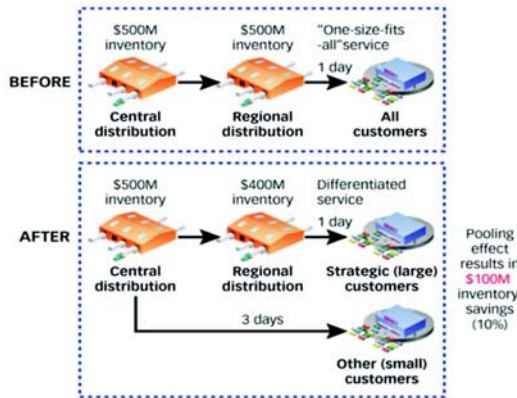 $500M
inventory
$500M
inventory
"One-size-fits
-all"service
1 day
BEFORE
Central
distribution
Regional
distribution
All
customers
$500M
inventory
$400M
inventory
Differentiated
service
1 day
AFTER
Central
distribution
Regional
distribution
Strategic (large)
customers
3 days
Other (small)
customers
Pooling
effect
results in
$100M
inventory
savings
(10%)